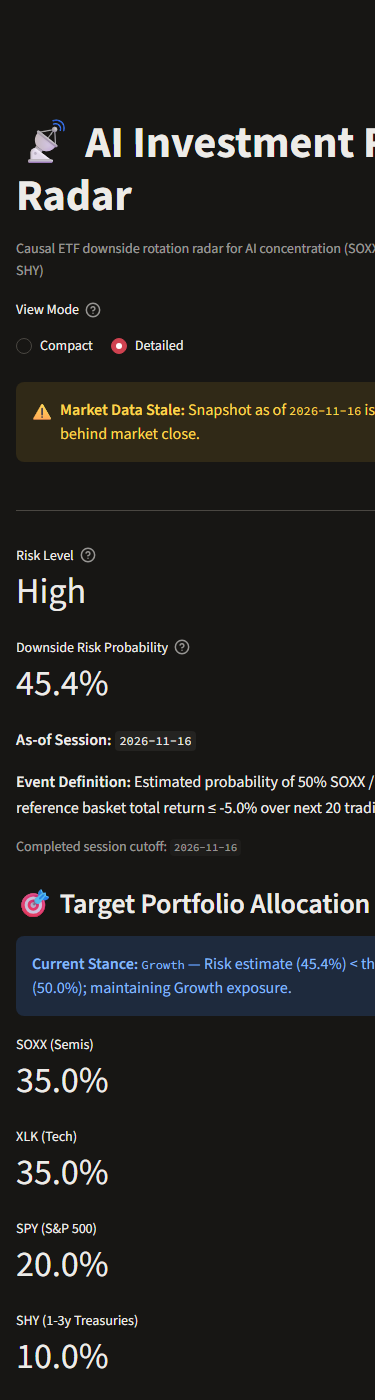 AI Investment
Radar
Causal ETF downside rotation radar for AI concentration (SOXX
SHY)
View Mode
Compact
Detailed
Market Data Stale: Snapshot as of 2026-11-16 is
behind market close.
Risk Level
High
Downside Risk Probability
45.4%
As-of Session: 2026-11-16
Event Definition: Estimated probability of 50% SOXX /
reference basket total return ≤ -5.0% over next 20 tradi
Completed session cutoff: 2026-11-16
Target Portfolio Allocation
Current Stance: Growth — Risk estimate (45.4%) < th
(50.0%); maintaining Growth exposure.
SOXX (Semis)
35.0%
XLK (Tech)
35.0%
SPY (S&P 500)
20.0%
SHY (1-3y Treasuries)
10.0%